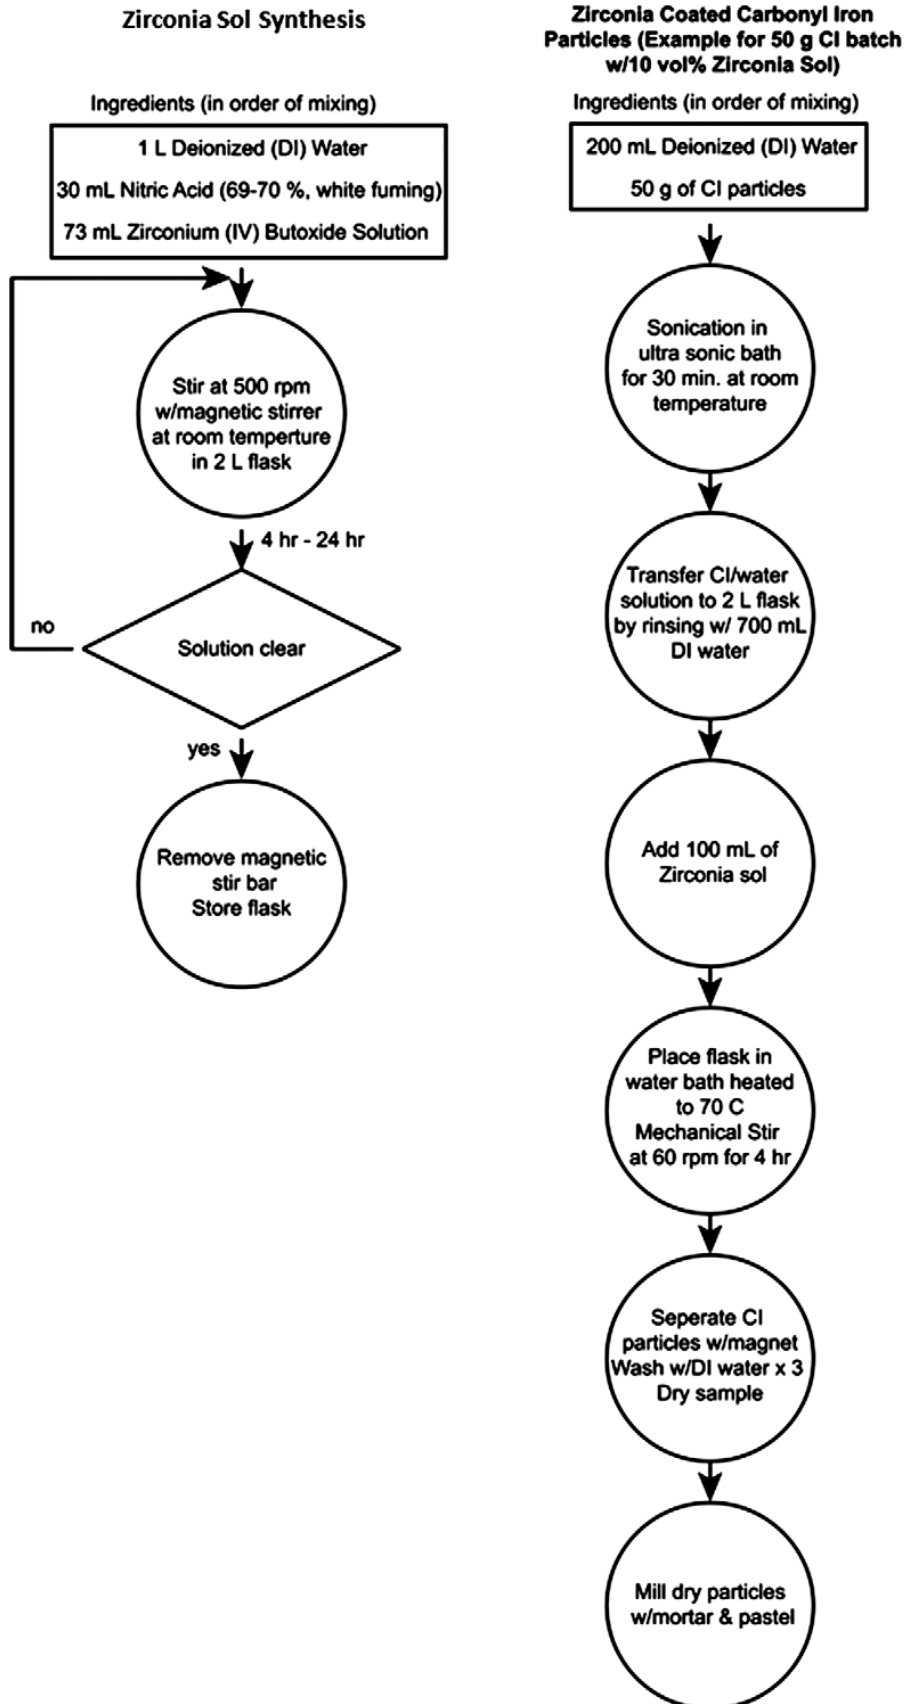 Zirconia Sol Synthesis
Ingredients (in order of mixing)
1 L Deionized (DI) Water
30 mL Nitric Acid (69-70 %, white fuming)
73 mL Zirconium (IV) Butoxide Solution
Stir at 500 rpm
w/magnetic stirrer
at room temperture
in 2 L flask
4 hr - 24 hr
Solution clear
no
yes
Remove magnetic
stir bar
Store flask
Zirconia Coated Carbonyl Iron
Particles (Example for 50 g CI batch
w/10 vol% Zirconia Sol)
Ingredients (in order of mixing)
200 mL Deionized (DI) Water
50 g of CI particles
Sonication in
ultra sonic bath
for 30 min. at room
temperature
Transfer CI/water
solution to 2 L flask
by rinsing w/ 700 mL
DI water
Add 100 mL of
Zirconia sol
Place flask in
water bath heated
to 70 C
Mechanical Stir
at 60 rpm for 4 hr
Seperate CI
particles w/magnet
Wash w/DI water x 3
Dry sample
Mill dry particles
w/mortar & pastel